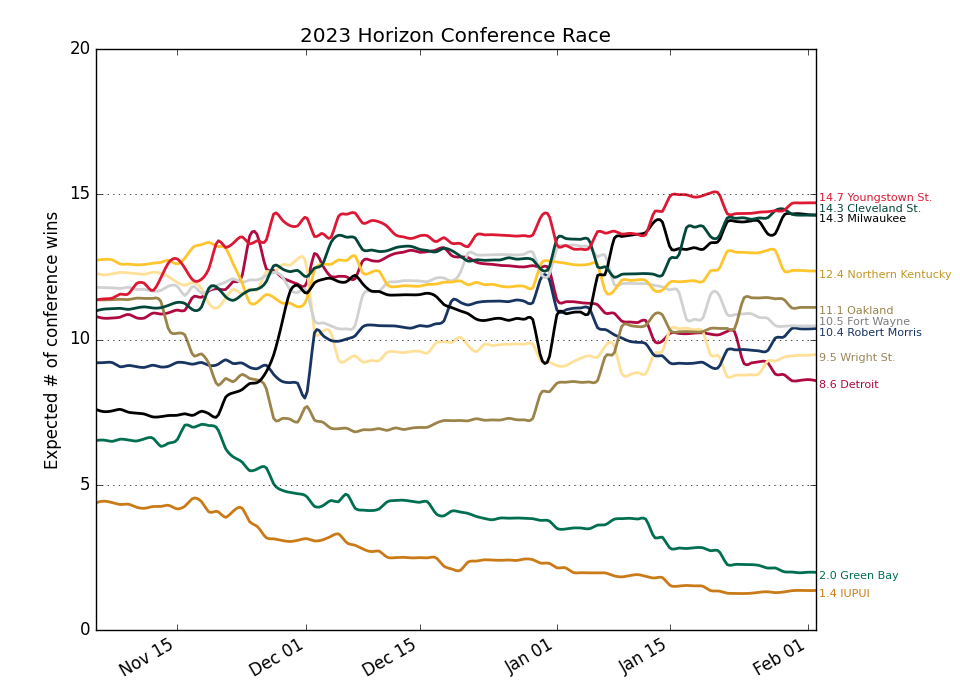 2023 Horizon Conference Race
Expected # of conference wins
20
15
10
5
0
Nov 15
Dec 01
Dec 15
Jan 01
Jan 15
Feb 01
14.7 Youngstown St.
14.3 Cleveland St.
14.3 Milwaukee
12.4 Northern Kentucky
11.1 Oakland
10.5 Fort Wayne
10.4 Robert Morris
9.5 Wright St.
8.6 Detroit
2.0 Green Bay
1.4 IUPUI